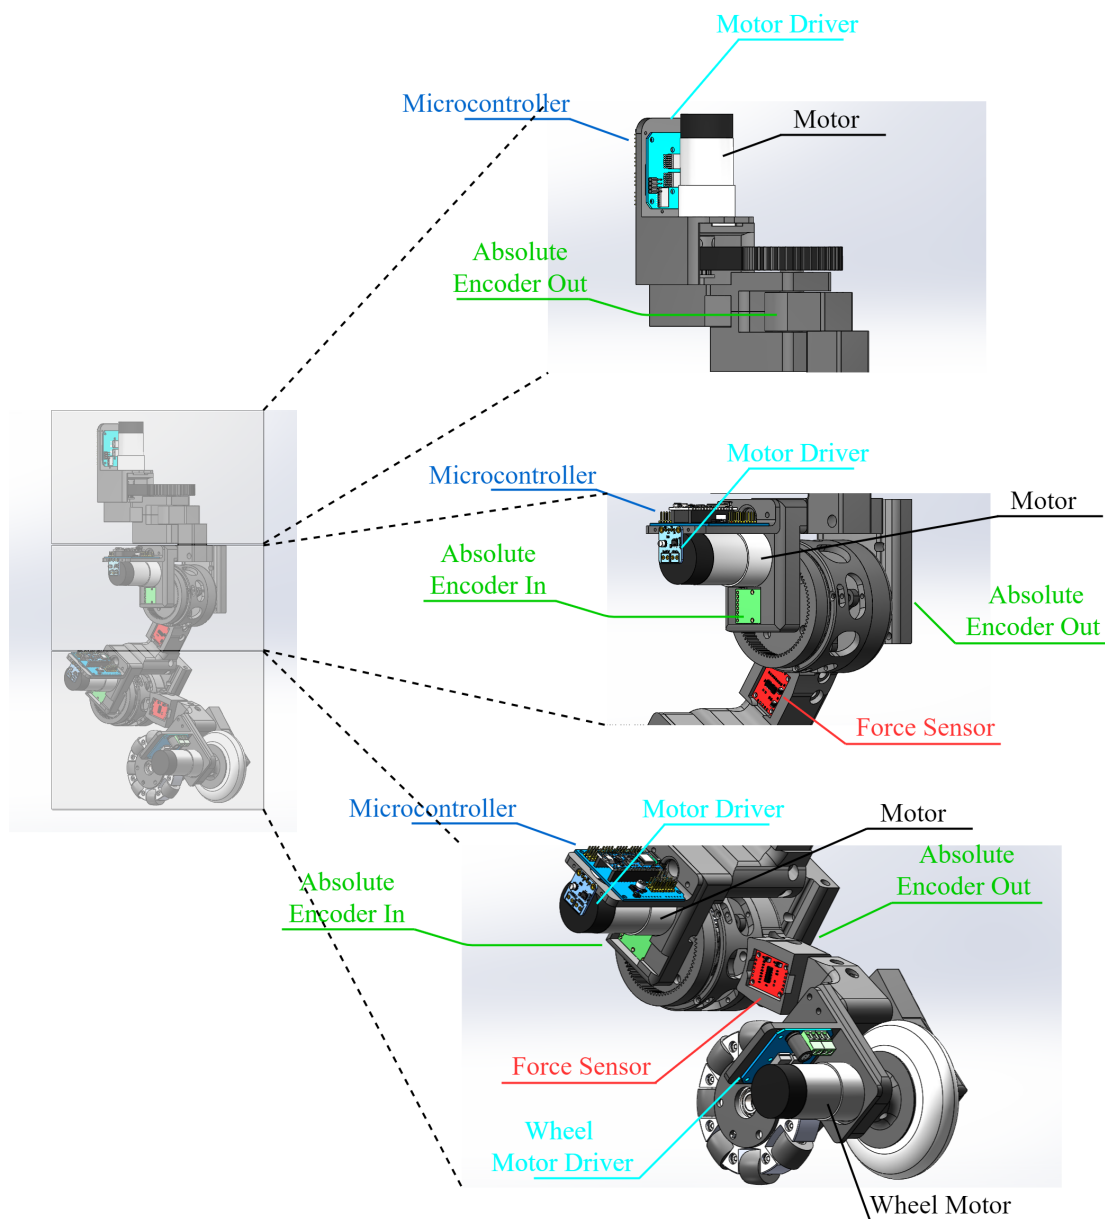 Motor Driver
Microcontroller
Motor
Absolute
Encoder Out
Motor Driver
Microcontroller
Motor
Absolute
Encoder In
Absolute
Encoder Out
Force Sensor
Microcontroller
Motor Driver
Motor
Absolute
Encoder Out
Absolute
Encoder In
Force Sensor
Wheel
Motor Driver
Wheel Motor